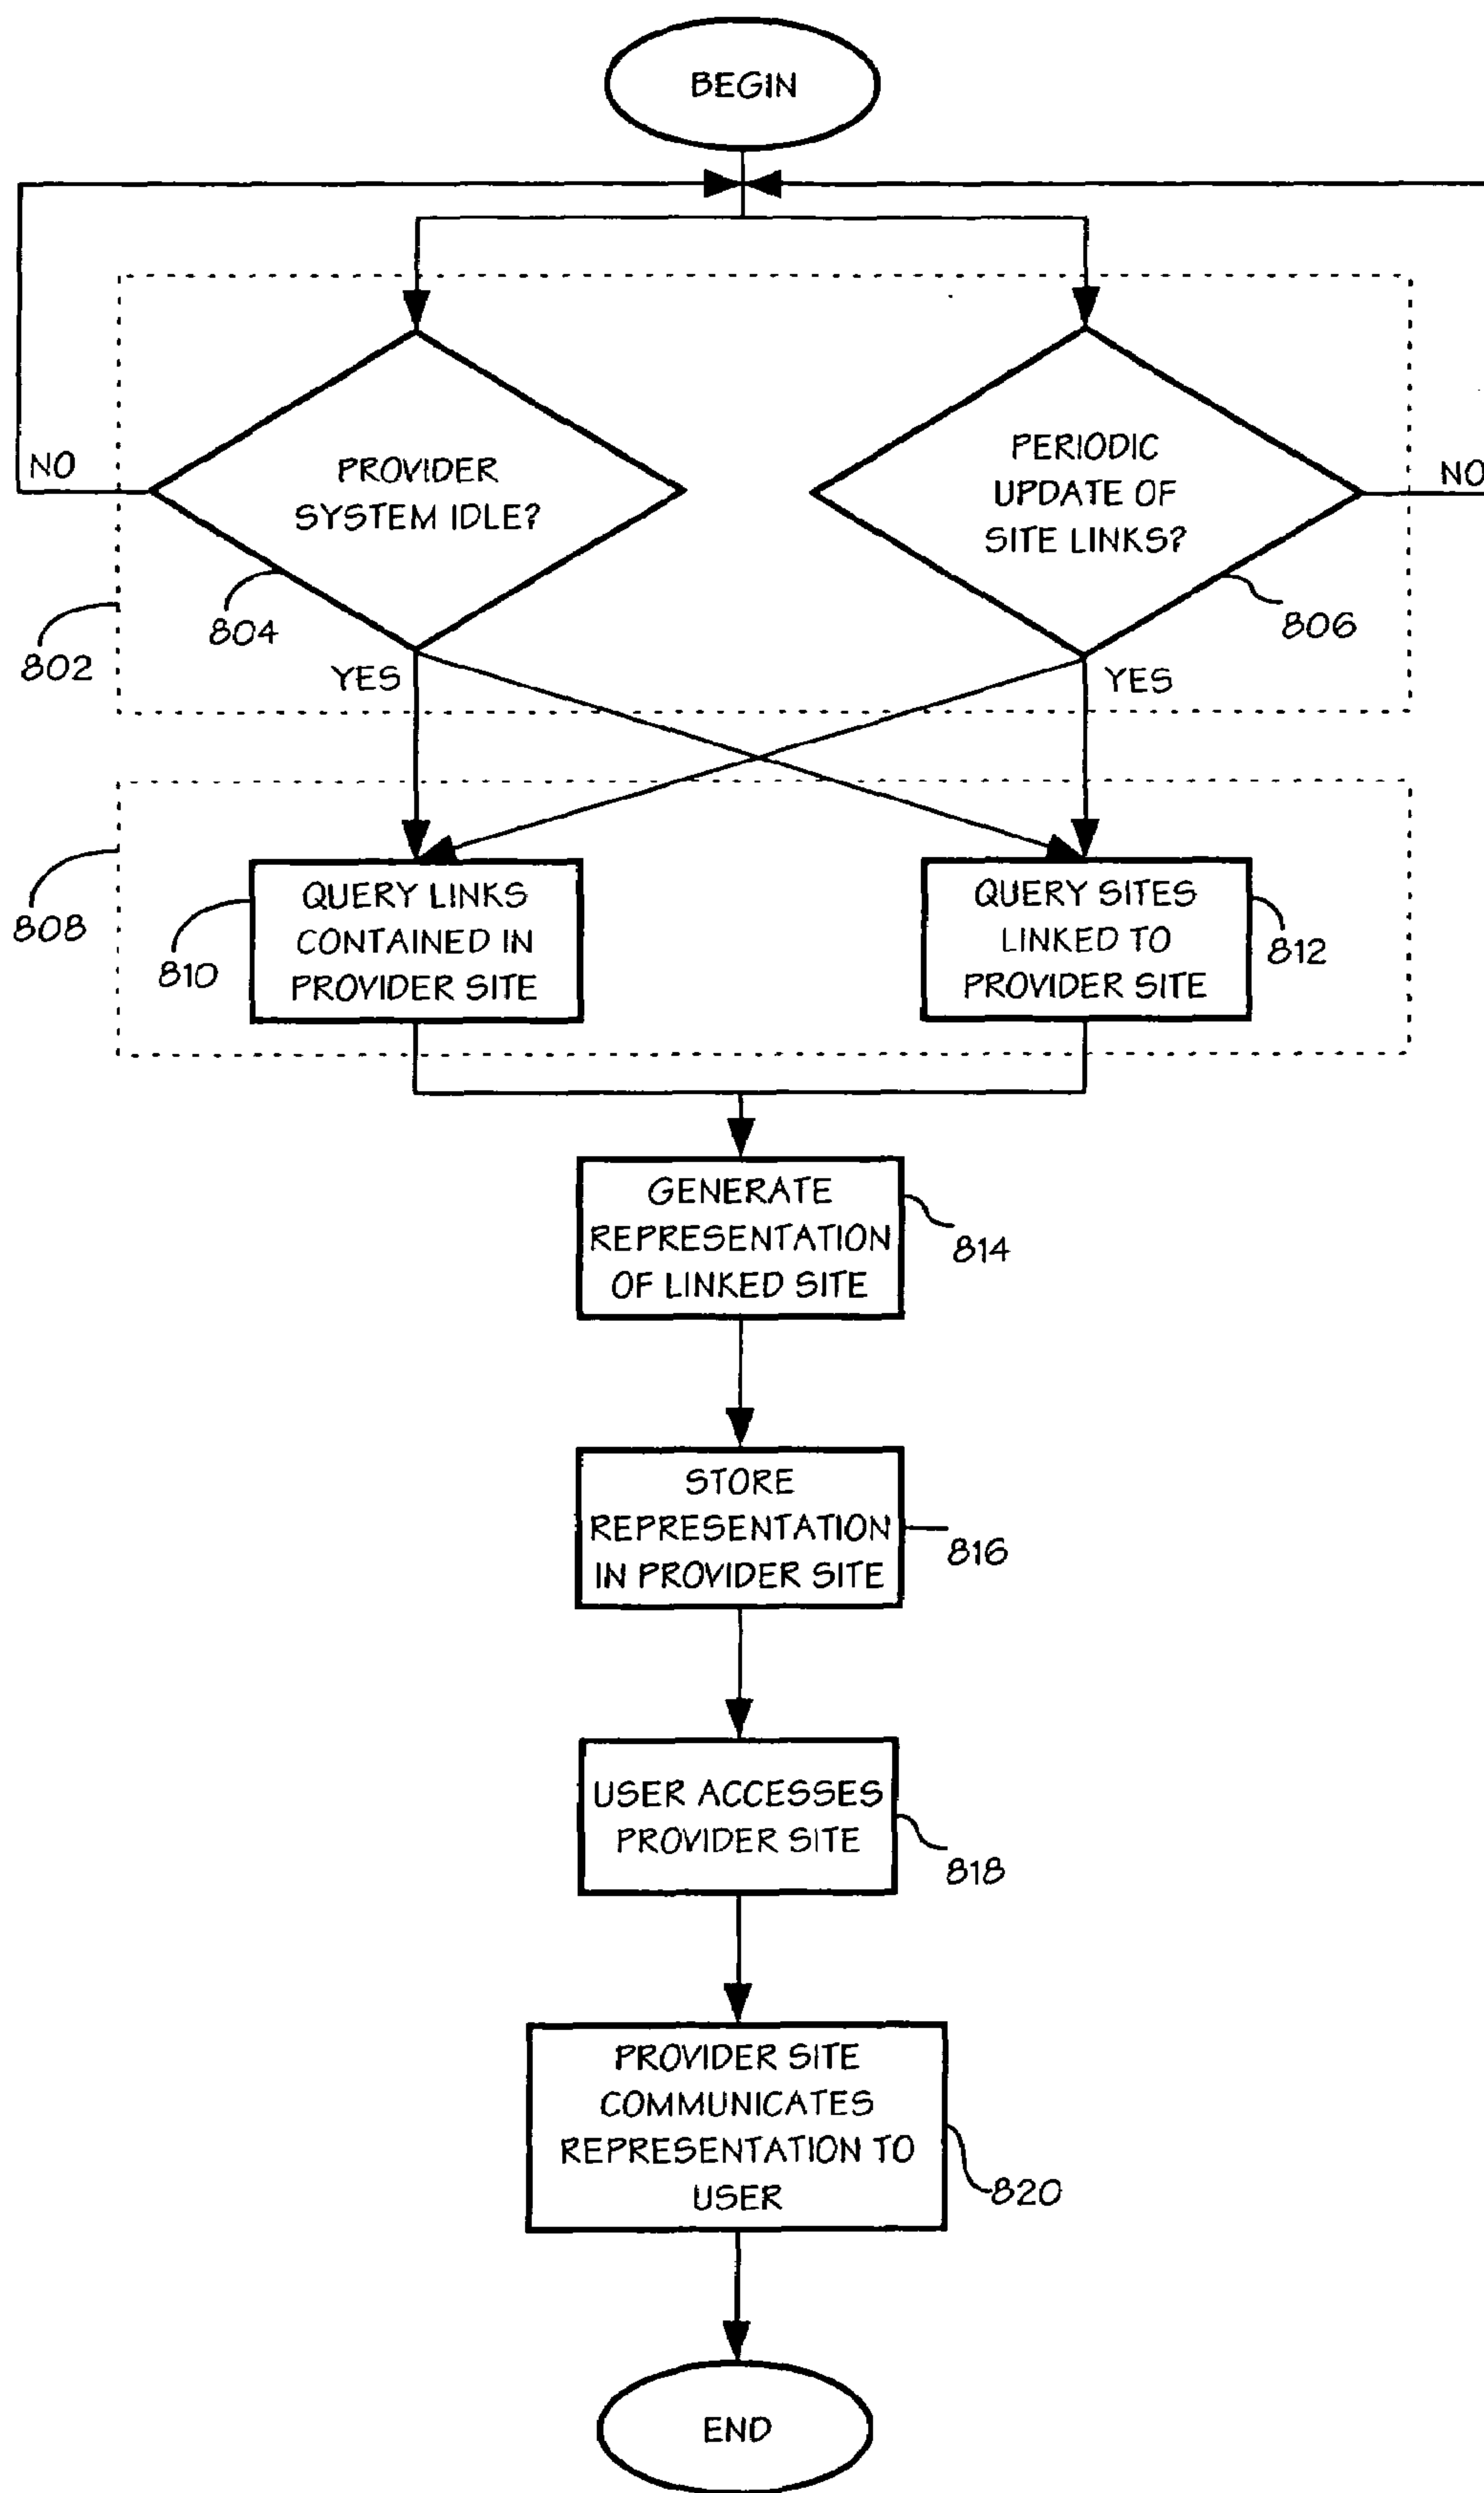 BEGIN
NO
PROVIDER
SYSTEM IDLE?
PERIODIC
UPDATE OF
SITE LINKS?
NO
804
806
802
YES
YES
808
QUERY LINKS
CONTAINED IN
PROVIDER SITE
810
QUERY SITES
LINKED TO
PROVIDER SITE
812
GENERATE
REPRESENTATION
OF LINKED SITE
814
STORE
REPRESENTATION
IN PROVIDER SITE
816
USER ACCESSES
PROVIDER SITE
818
PROVIDER SITE
COMMUNICATES
REPRESENTATION TO
USER
820
END